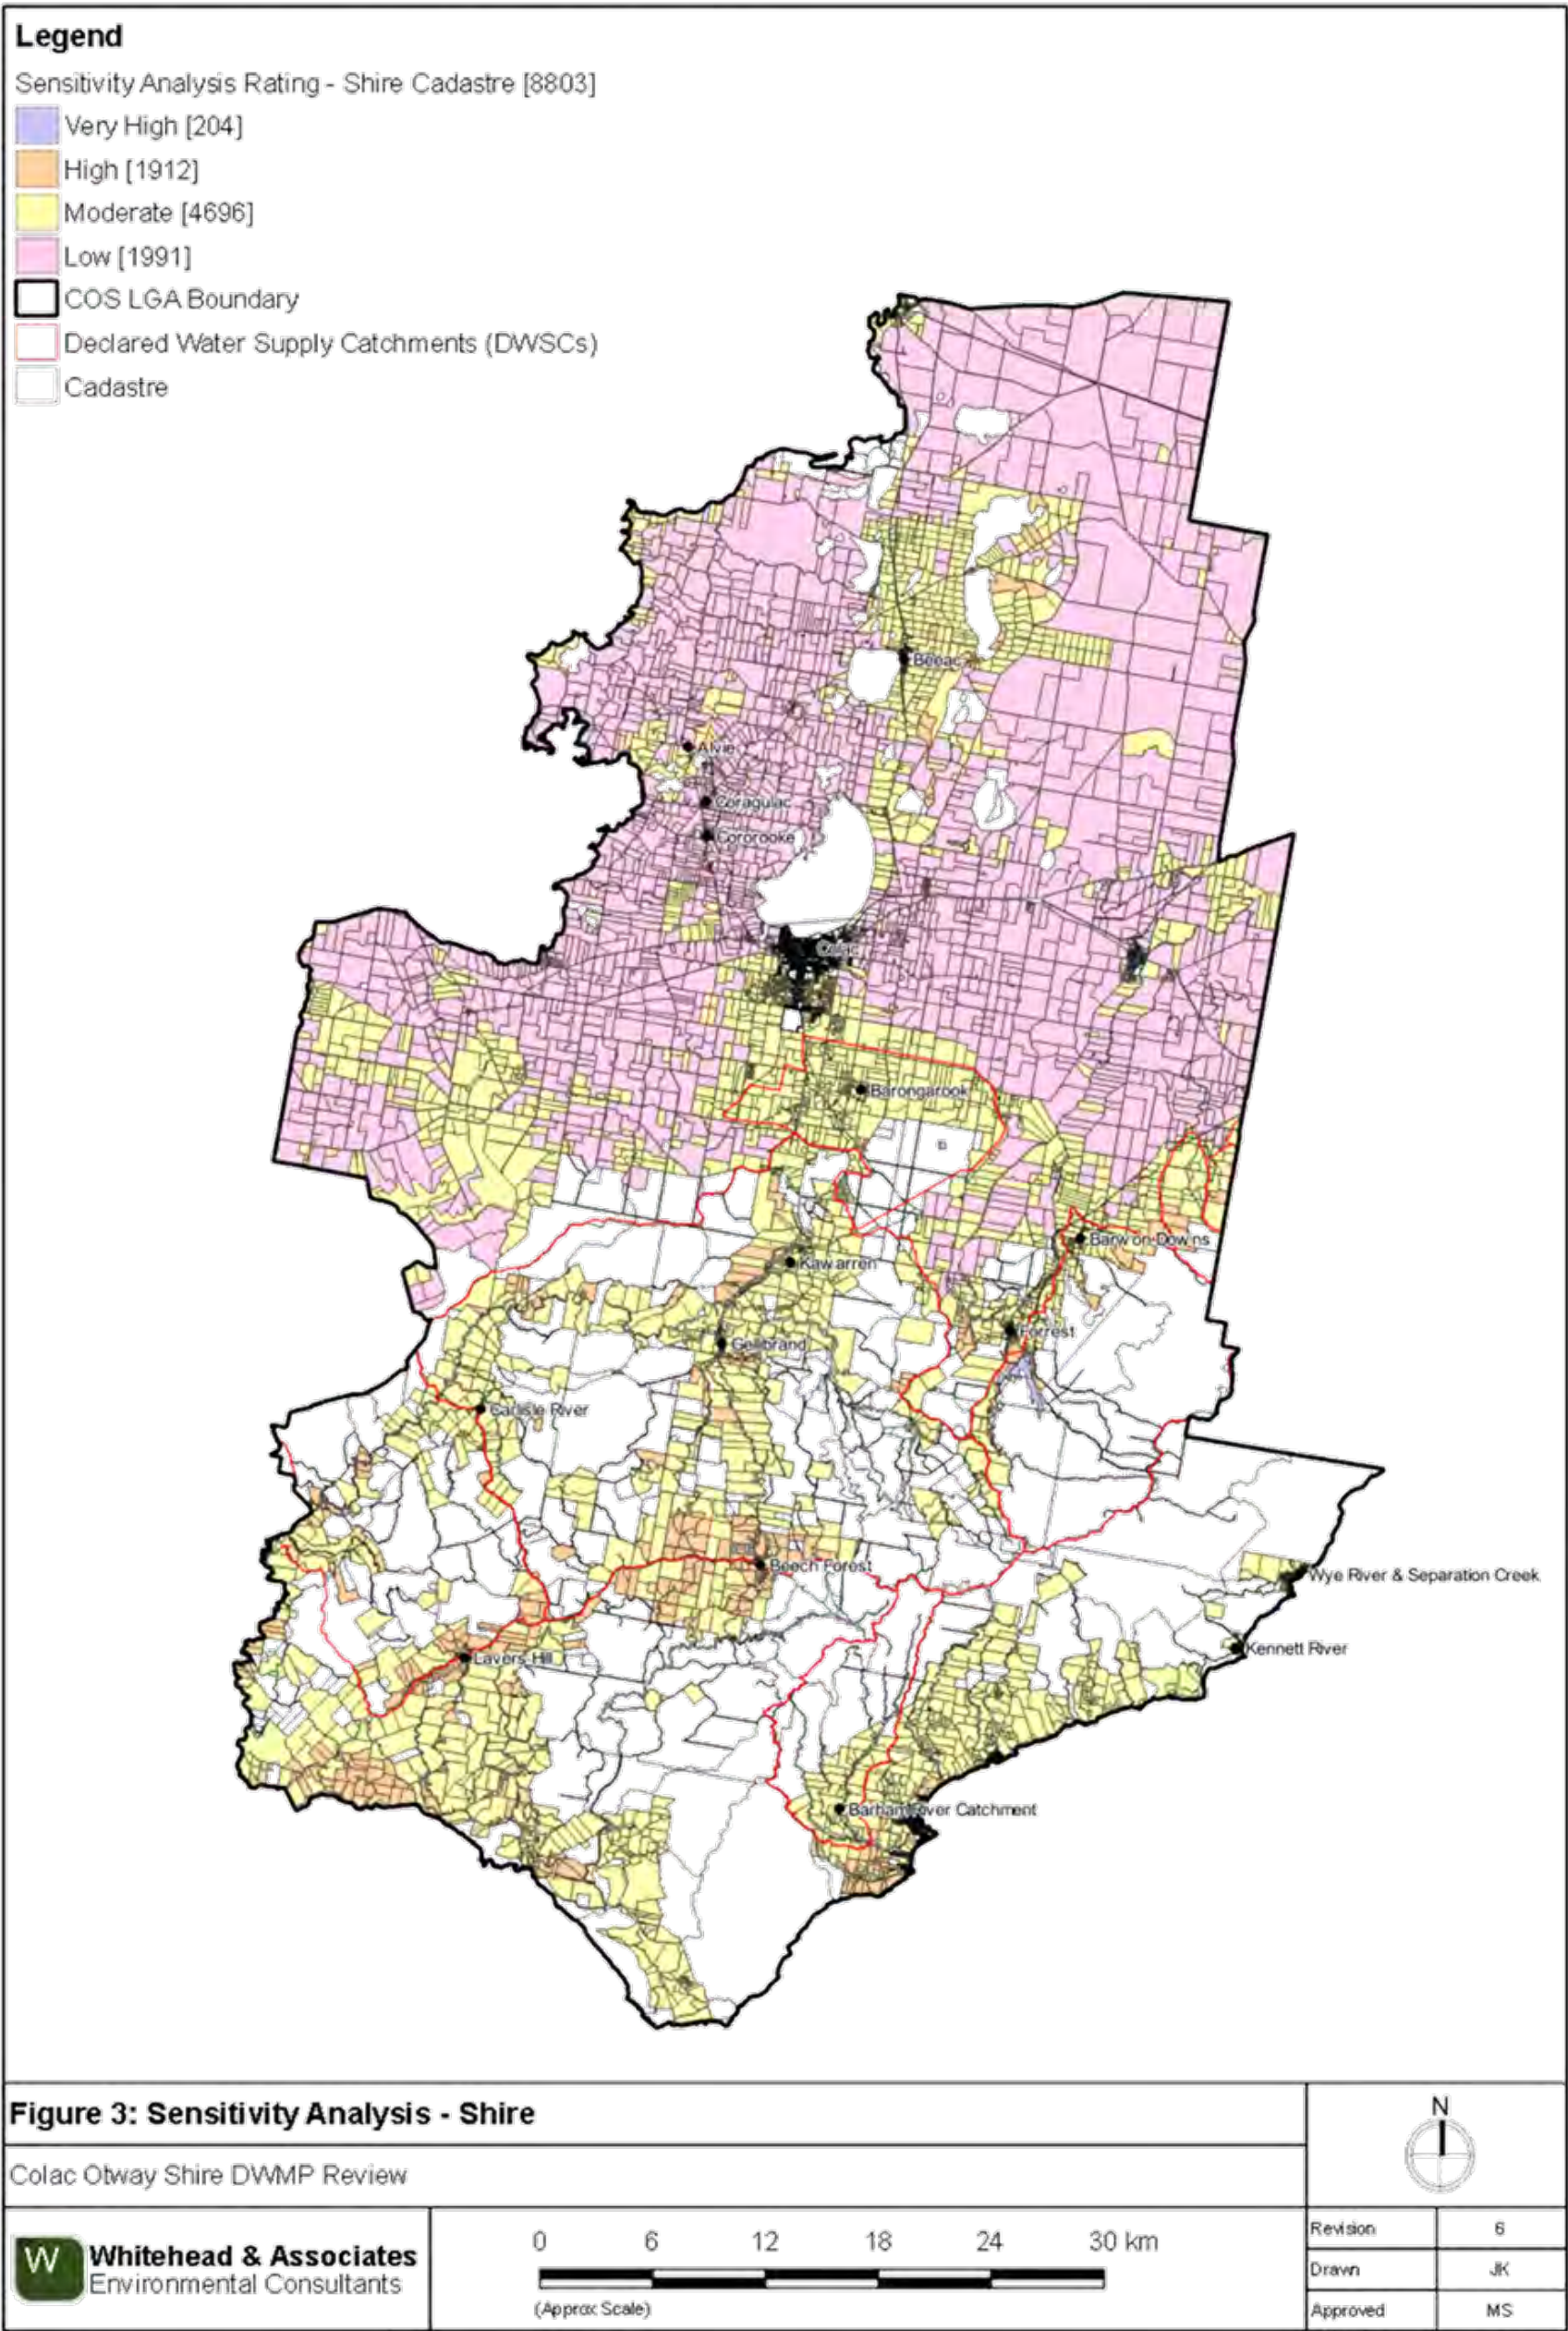 Legend
Sensitivity Analysis Rating - Shire Cadastre [8803]
Very High [204]
High [1912]
Moderate [4696]
Low [1991]
COS LGA Boundary
Declared Water Supply Catchments (DWSCs)
Cadastre
Beeac
Alvie
Coragulac
Cororooke
Colac
Barongarook
Barwon Downs
Kawarren
Forrest
Gellibrand
Carlisle River
Beech Forest
Wye River & Separation Creek
Kennett River
Lavers Hill
Barham River Catchment
Figure 3: Sensitivity Analysis - Shire
N
Colac Otway Shire DWMP Review
W
Whitehead & Associates
Environmental Consultants
0 6 12 18 24 30 km
(Approx Scale)
Revision 6
Drawn JK
Approved MS